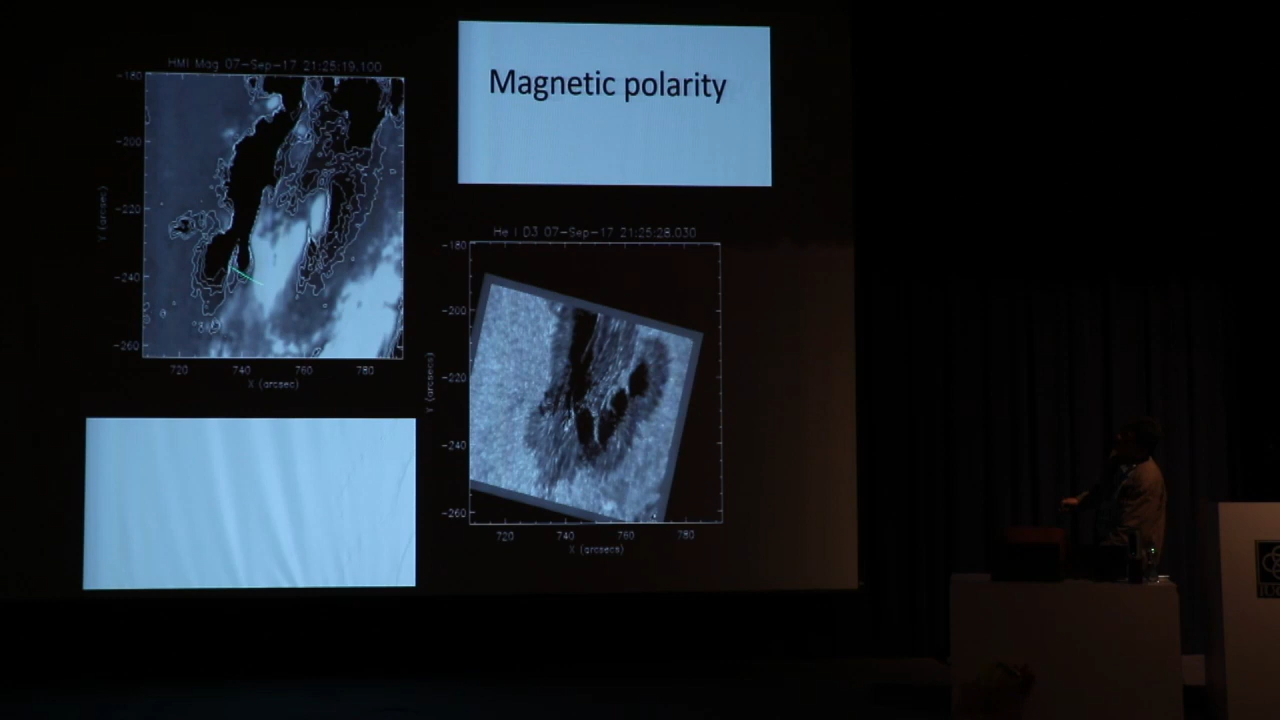 HMI Mag 07-Sep-17 21:25:19.100
Magnetic polarity
-180
-200
-220
-240
-260
Y (arcsec)
720 740 760 780
X (arcsec)
He I D3 07-Sep-17 21:25:28.030
-180
-200
-220
-240
-260
Y (arcsecs)
720 740 760 780
X (arcsecs)